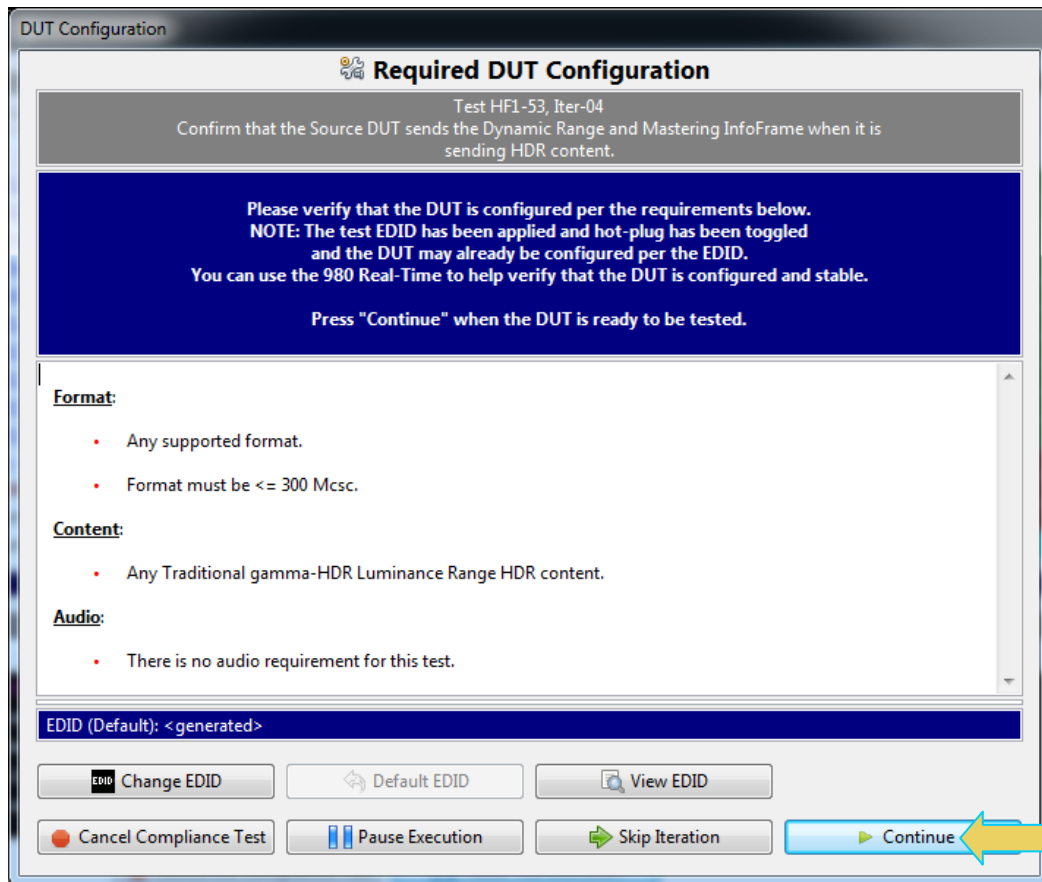 DUT Configuration
Required DUT Configuration
Test HF1-53, Iter-04
Confirm that the Source DUT sends the Dynamic Range and Mastering InfoFrame when it is
sending HDR content.
Please verify that the DUT is configured per the requirements below.
NOTE: The test EDID has been applied and hot-plug has been toggled
and the DUT may already be configured per the EDID.
You can use the 980 Real-Time to help verify that the DUT is configured and stable.
Press "Continue" when the DUT is ready to be tested.
Format:
• Any supported format.
• Format must be <= 300 Mcsc.
Content:
• Any Traditional gamma-HDR Luminance Range HDR content.
Audio:
• There is no audio requirement for this test.
EDID (Default): <generated>
EDID Change EDID
Default EDID
View EDID
Cancel Compliance Test
Pause Execution
Skip Iteration
Continue